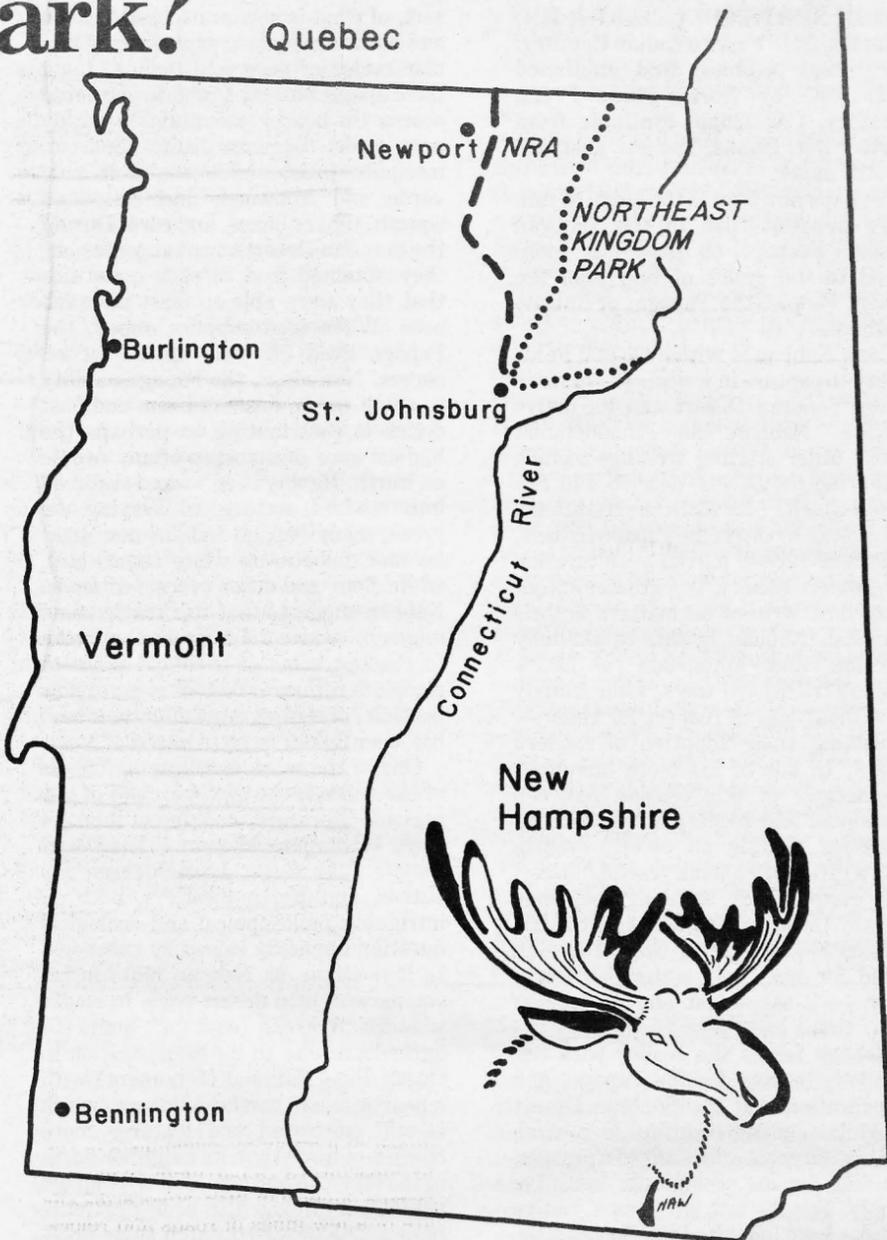 ark?
Quebec
Newport
NRA
NORTHEAST
KINGDOM
PARK
Burlington
St. Johnsburg
Connecticut River
Vermont
New
Hampshire
Bennington
HAW